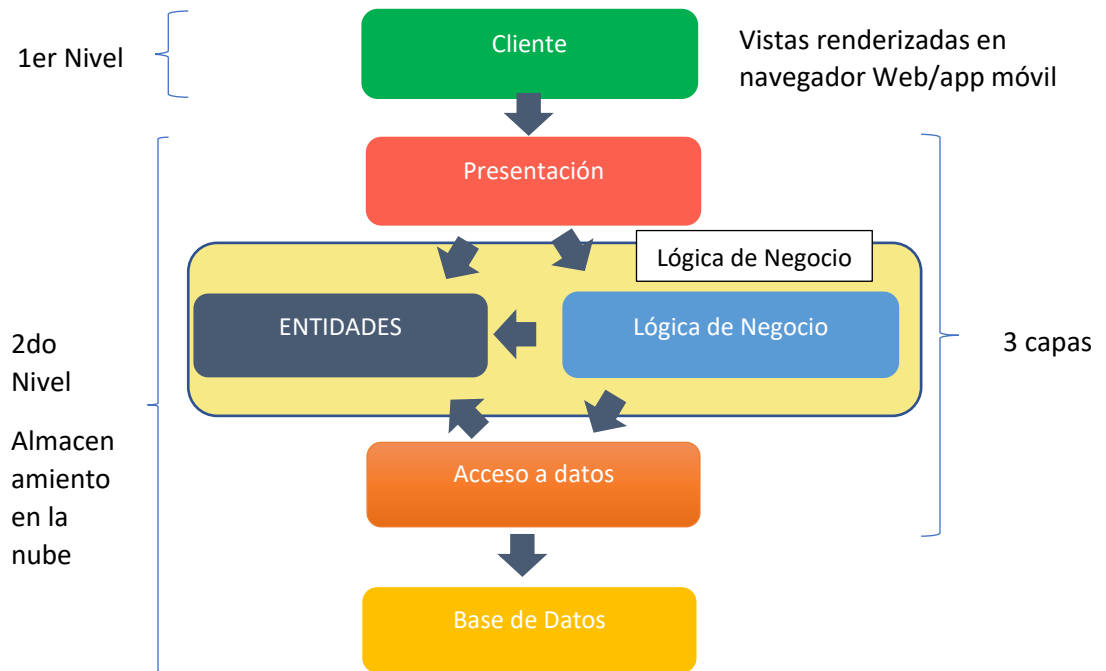 1er Nivel
Cliente
Vistas renderizadas en
navegador Web/app móvil
Presentación
Lógica de Negocio
ENTIDADES
Lógica de Negocio
2do
Nivel
Almacen
amiento
en la
nube
3 capas
Acceso a datos
Base de Datos